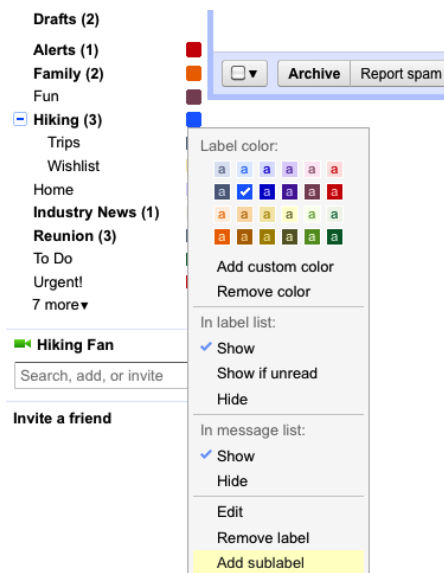 Drafts (2)
Alerts (1)
Family (2)
Fun
Hiking (3)
Trips
Wishlist
Home
Industry News (1)
Reunion (3)
To Do
Urgent!
7 more▾
Hiking Fan
Search, add, or invite
Invite a friend
Archive
Report spam
Label color:
a a a a a a
a a a a a
a a a a a a
a a a a a a
Add custom color
Remove color
In label list:
Show
Show if unread
Hide
In message list:
Show
Hide
Edit
Remove label
Add sublabel